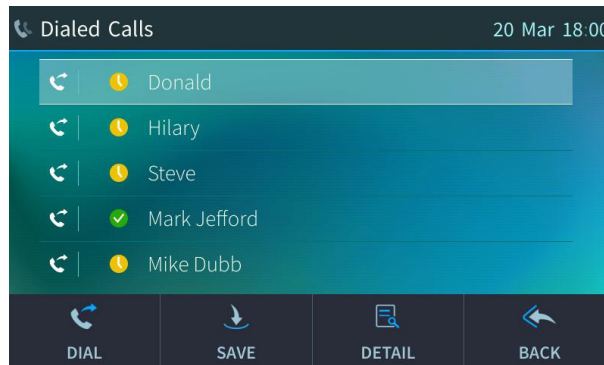 Dialed Calls 20 Mar 18:00
Donald
Hilary
Steve
Mark Jefford
Mike Dubb
DIAL SAVE DETAIL BACK